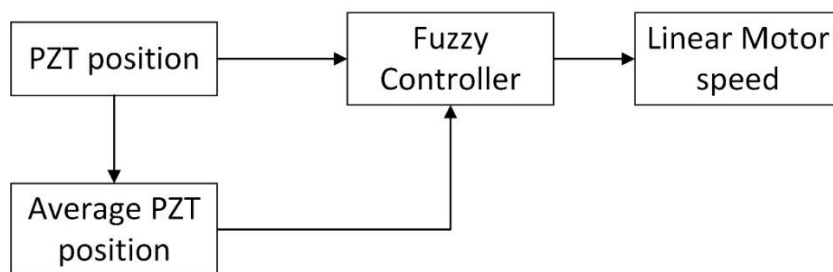 PZT position
Fuzzy
Controller
Linear Motor
speed
Average PZT
position